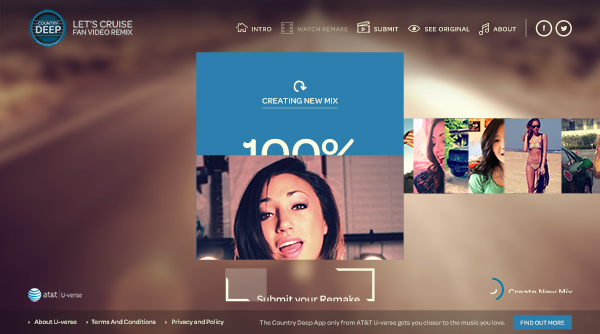 COUNTRY
DEEP
LET'S CRUISE
FAN VIDEO REMIX
INTRO
WATCH REMAKE
SUBMIT
SEE ORIGINAL
ABOUT
f
CREATING NEW MIX
100%
Submit your Remake
Create New Mix
at&t U-verse
> About U-verse > Terms And Conditions > Privacy and Policy
The Country Deep App only from AT&T U-verse gets you closer to the music you love.
FIND OUT MORE